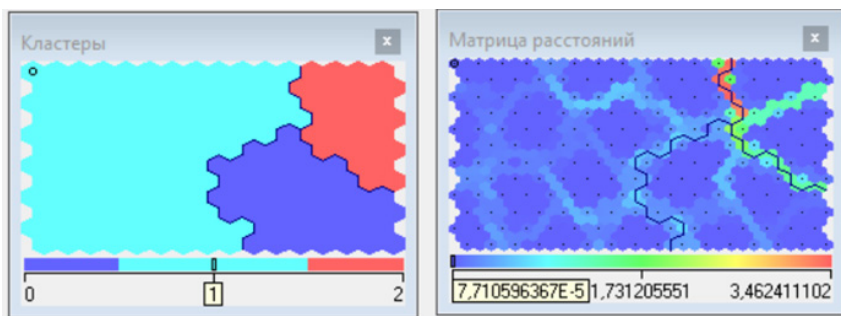 Кластеры x
Матрица расстояний x
0 1 2
7,710596367E-5 1,731205551 3,462411102